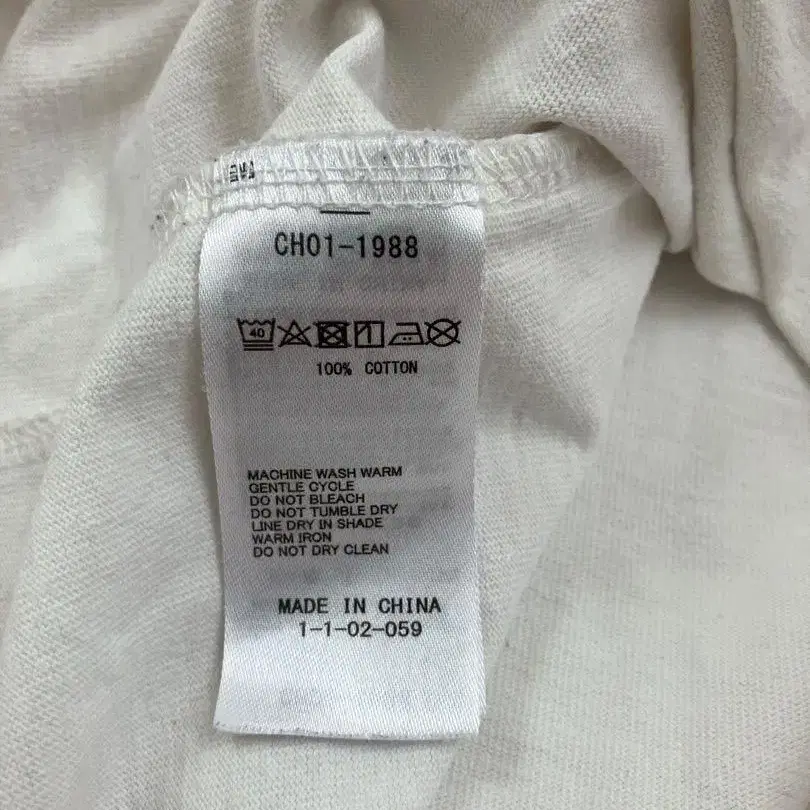 CH01-1988
40
100% COTTON
MACHINE WASH WARM
GENTLE CYCLE
DO NOT BLEACH
DO NOT TUMBLE DRY
LINE DRY IN SHADE
WARM IRON
DO NOT DRY CLEAN
MADE IN CHINA
1-1-02-059